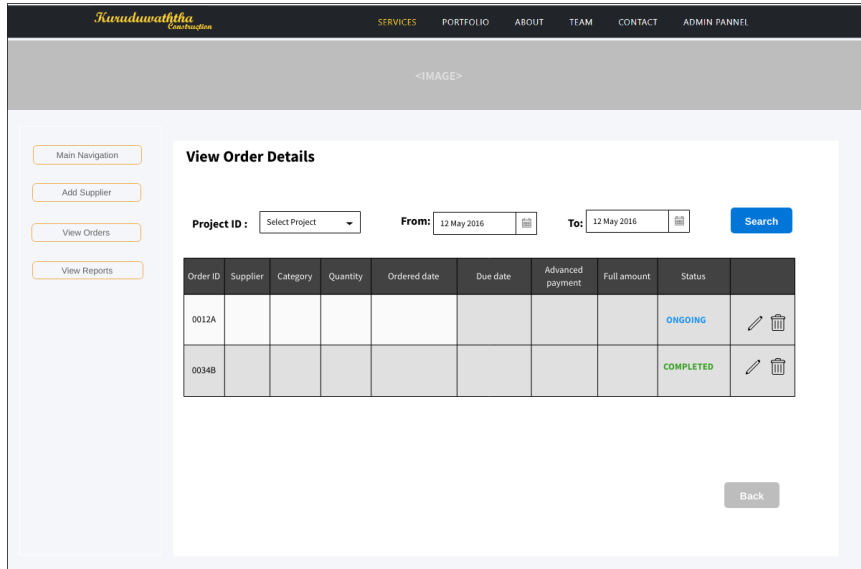 Kuruduwaththa
Construction
SERVICES PORTFOLIO ABOUT TEAM CONTACT ADMIN PANNEL
<IMAGE>
Main Navigation
Add Supplier
View Orders
View Reports
View Order Details
Project ID : Select Project From: 12 May 2016 To: 12 May 2016 Search
Order ID Supplier Category Quantity Ordered date Due date Advanced payment Full amount Status
0012A ONGOING
0034B COMPLETED
Back